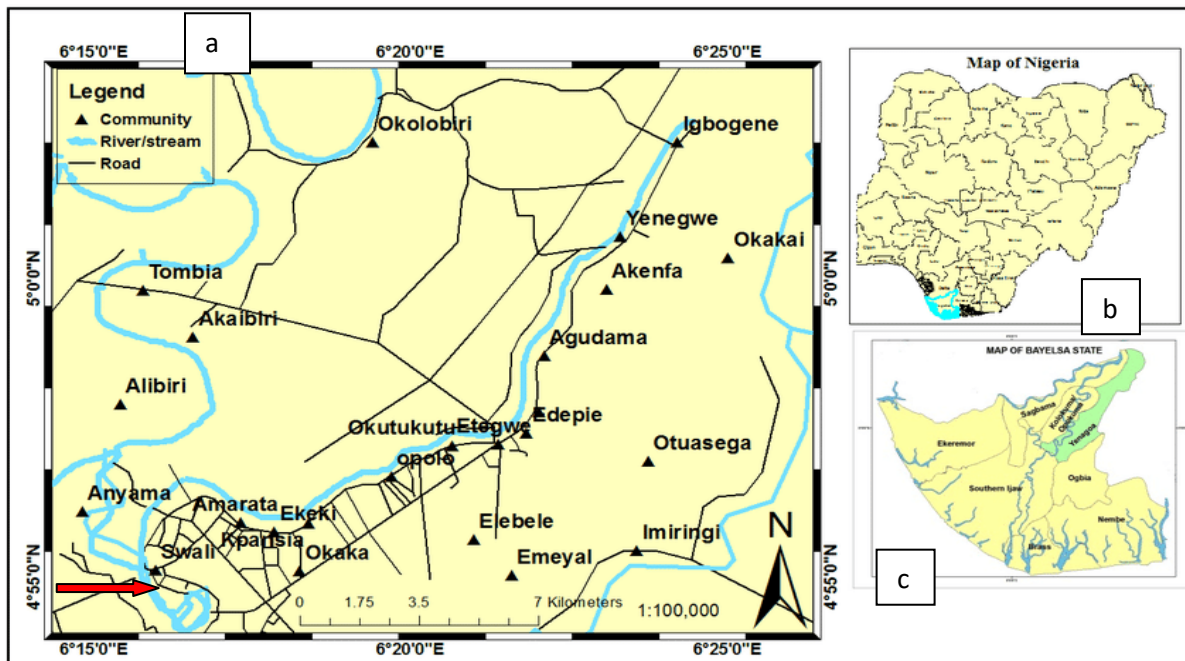 a
6°15'0"E
6°20'0"E
6°25'0"E
Legend
Community
River/stream
Road
Okolobiri
Igbogene
Yenegwe
Okakai
Tombia
Akenfa
5°0'0"N
5°0'0"N
Akaibiri
Agudama
Alibiri
Edepie
Okutukutu
Etegwe
Otuasega
opolo
Anyama
Amarata
Ekeki
Elebele
Imiringi
N
Kpansia
Swali
Okaka
Emeyal
4°55'0"N
4°55'0"N
0 1.75 3.5 7 Kilometers
1:100,000
6°15'0"E
6°20'0"E
6°25'0"E
Map of Nigeria
b
MAP OF BAYELSA STATE
Sagbama
Kolokuma/
Opokuma
Yenagoa
Ekeremor
Southern Ijaw
Ogbia
Nembe
Brass
c